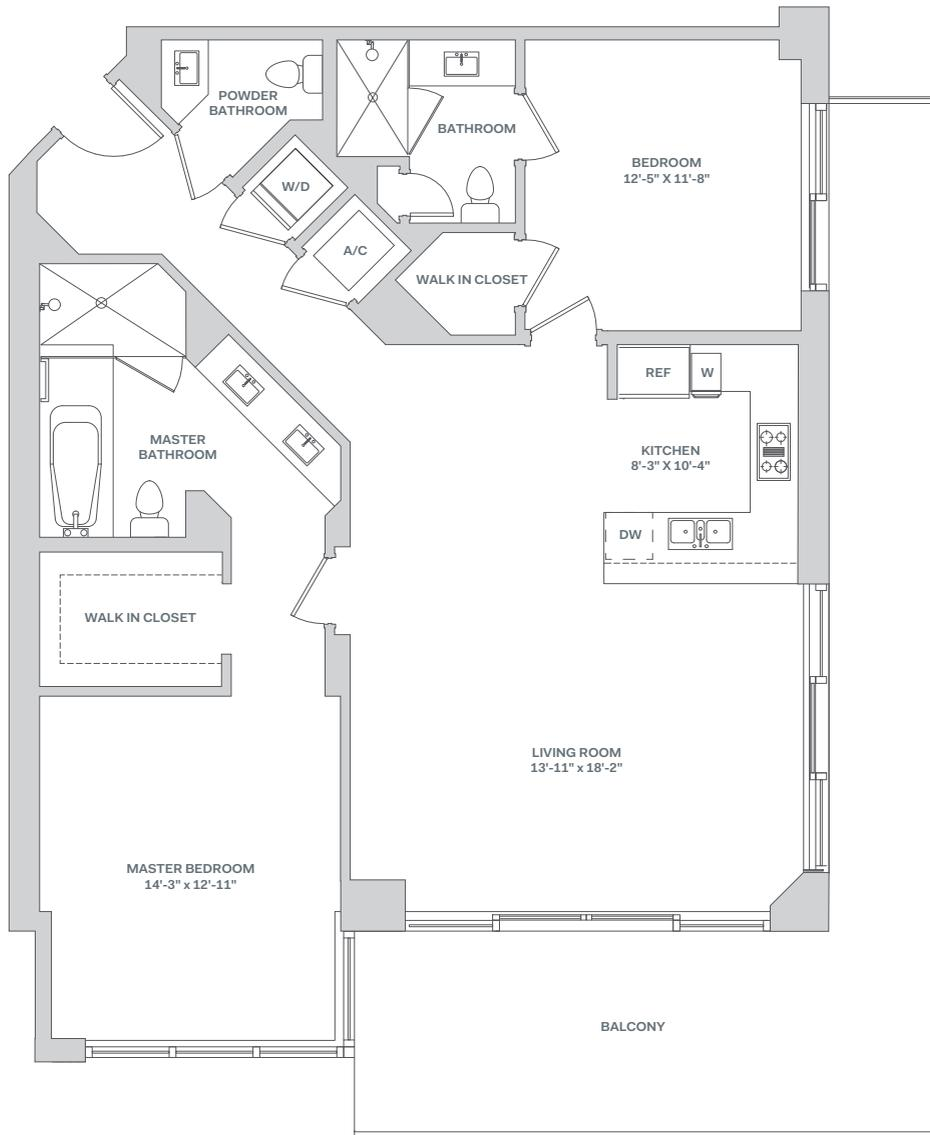 POWDER
BATHROOM
BATHROOM
BEDROOM
12'-5" X 11'-8"
W/D
A/C
WALK IN CLOSET
REF
W
MASTER
BATHROOM
KITCHEN
8'-3" X 10'-4"
DW
WALK IN CLOSET
LIVING ROOM
13'-11" x 18'-2"
MASTER BEDROOM
14'-3" x 12'-11"
BALCONY